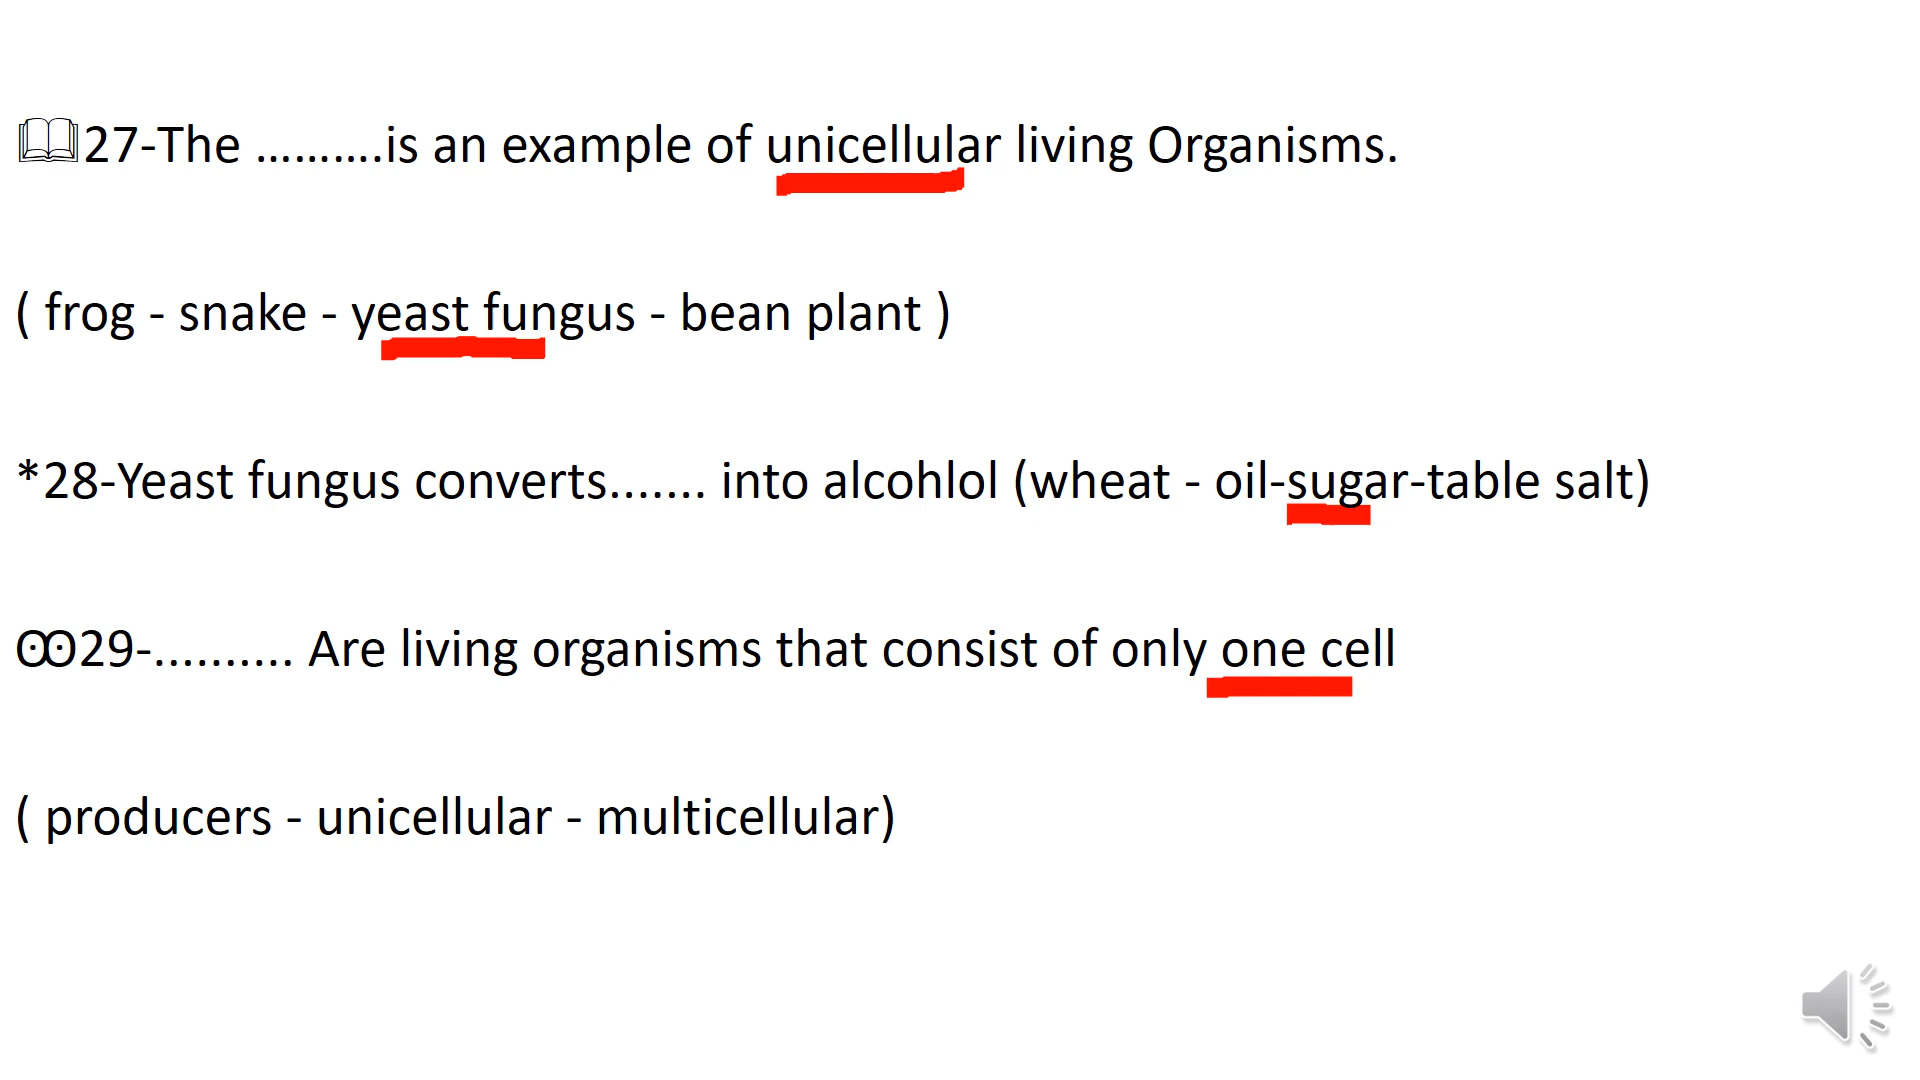 📖27-The ..........is an example of unicellular living Organisms.
( frog - snake - yeast fungus - bean plant )
*28-Yeast fungus converts....... into alcohlol (wheat - oil-sugar-table salt)
Ꙭ29-.......... Are living organisms that consist of only one cell
( producers - unicellular - multicellular)